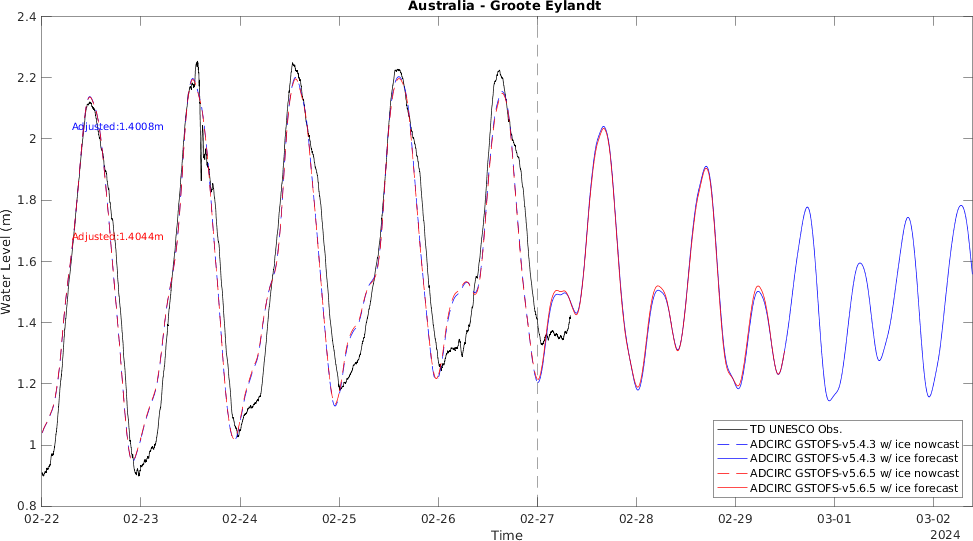 Australia - Groote Eylandt
2.4
2.2
2
1.8
1.6
1.4
1.2
1
0.8
Water Level (m)
Adjusted:1.4008m
Adjusted:1.4044m
TD UNESCO Obs.
ADCIRC GSTOFS-v5.4.3 w/ ice nowcast
ADCIRC GSTOFS-v5.4.3 w/ ice forecast
ADCIRC GSTOFS-v5.6.5 w/ ice nowcast
ADCIRC GSTOFS-v5.6.5 w/ ice forecast
02-22 02-23 02-24 02-25 02-26 02-27 02-28 02-29 03-01 03-02
Time
2024